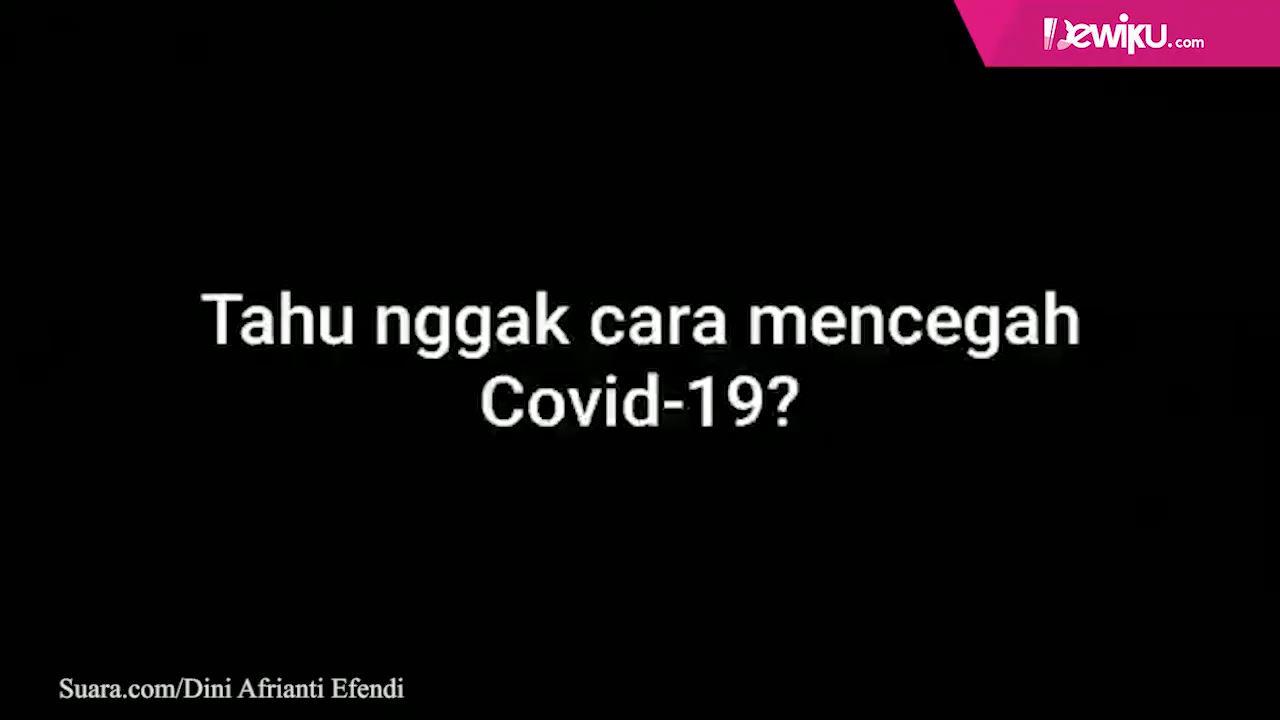 Dewiku.com
Tahu nggak cara mencegah
Covid-19?
Suara.com/Dini Afrianti Efendi